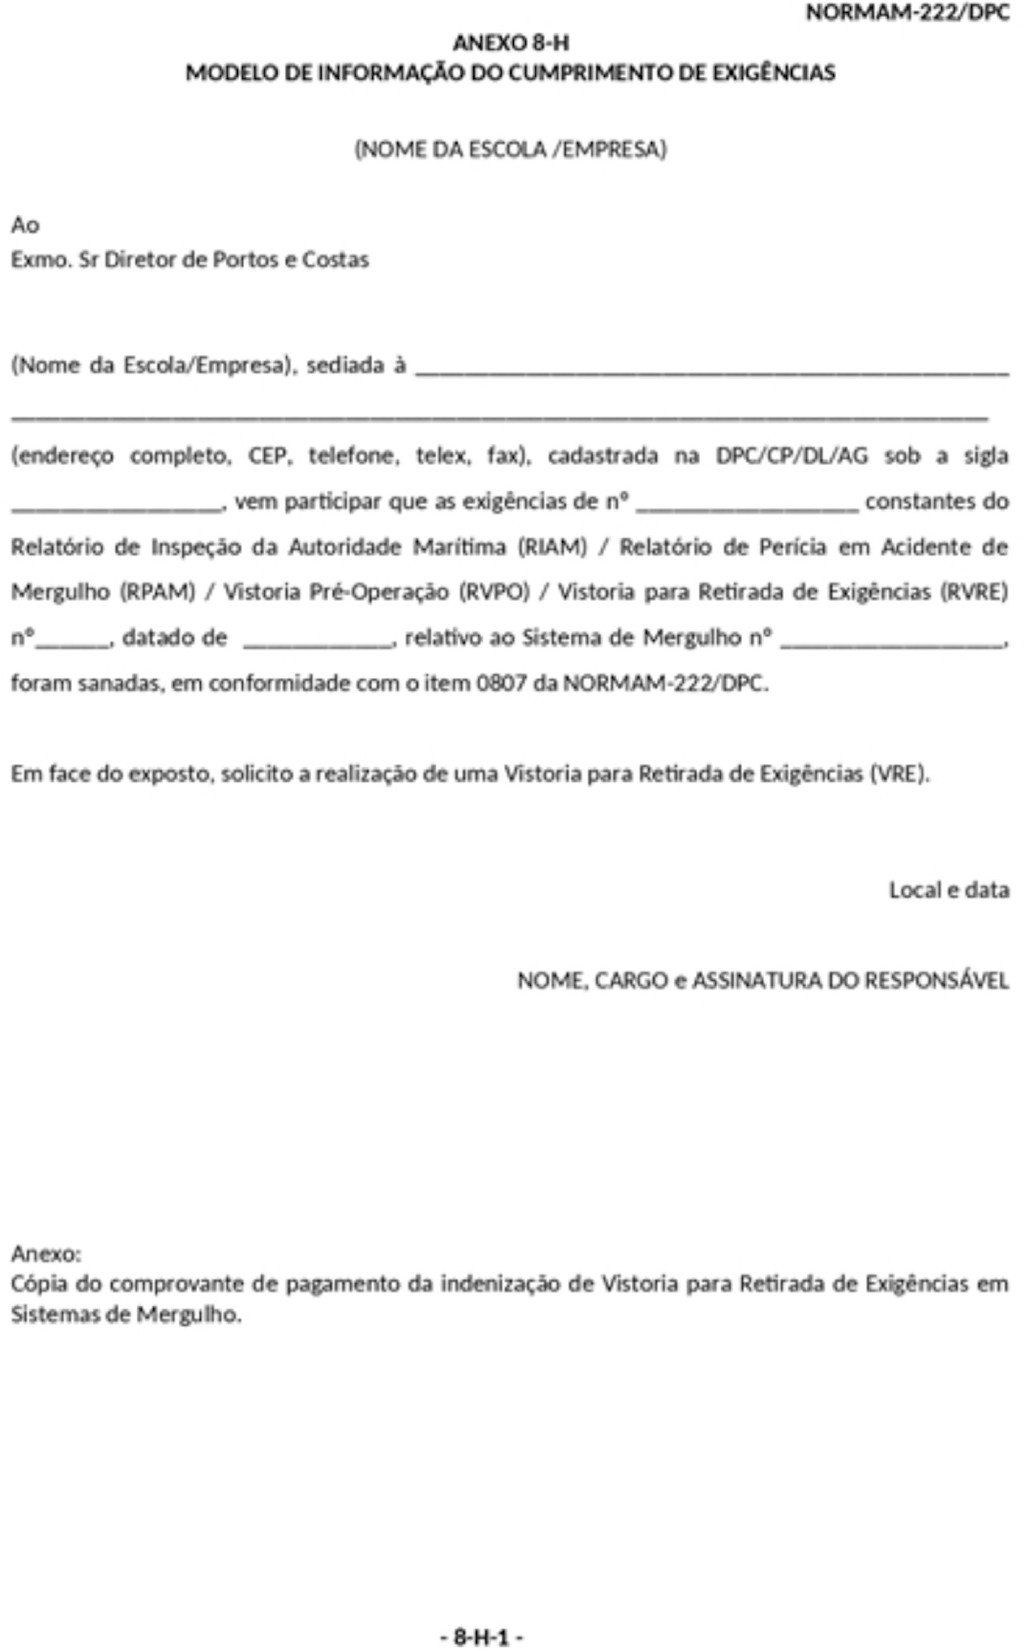 NORMAM-222/DPC
ANEXO 8-H
MODELO DE INFORMAÇÃO DO CUMPRIMENTO DE EXIGÊNCIAS
(NOME DA ESCOLA /EMPRESA)
Ao
Exmo. Sr Diretor de Portos e Costas
(Nome da Escola/Empresa), sediada à ________________________________________________
_______________________________________________________________________________
(endereço completo, CEP, telefone, telex, fax), cadastrada na DPC/CP/DL/AG sob a sigla
_________________, vem participar que as exigências de nº __________________ constantes do
Relatório de Inspeção da Autoridade Marítima (RIAM) / Relatório de Perícia em Acidente de
Mergulho (RPAM) / Vistoria Pré-Operação (RVPO) / Vistoria para Retirada de Exigências (RVRE)
nº______, datado de ____________, relativo ao Sistema de Mergulho nº __________________,
foram sanadas, em conformidade com o item 0807 da NORMAM-222/DPC.
Em face do exposto, solicito a realização de uma Vistoria para Retirada de Exigências (VRE).
Local e data
NOME, CARGO e ASSINATURA DO RESPONSÁVEL
Anexo:
Cópia do comprovante de pagamento da indenização de Vistoria para Retirada de Exigências em
Sistemas de Mergulho.
- 8-H-1 -